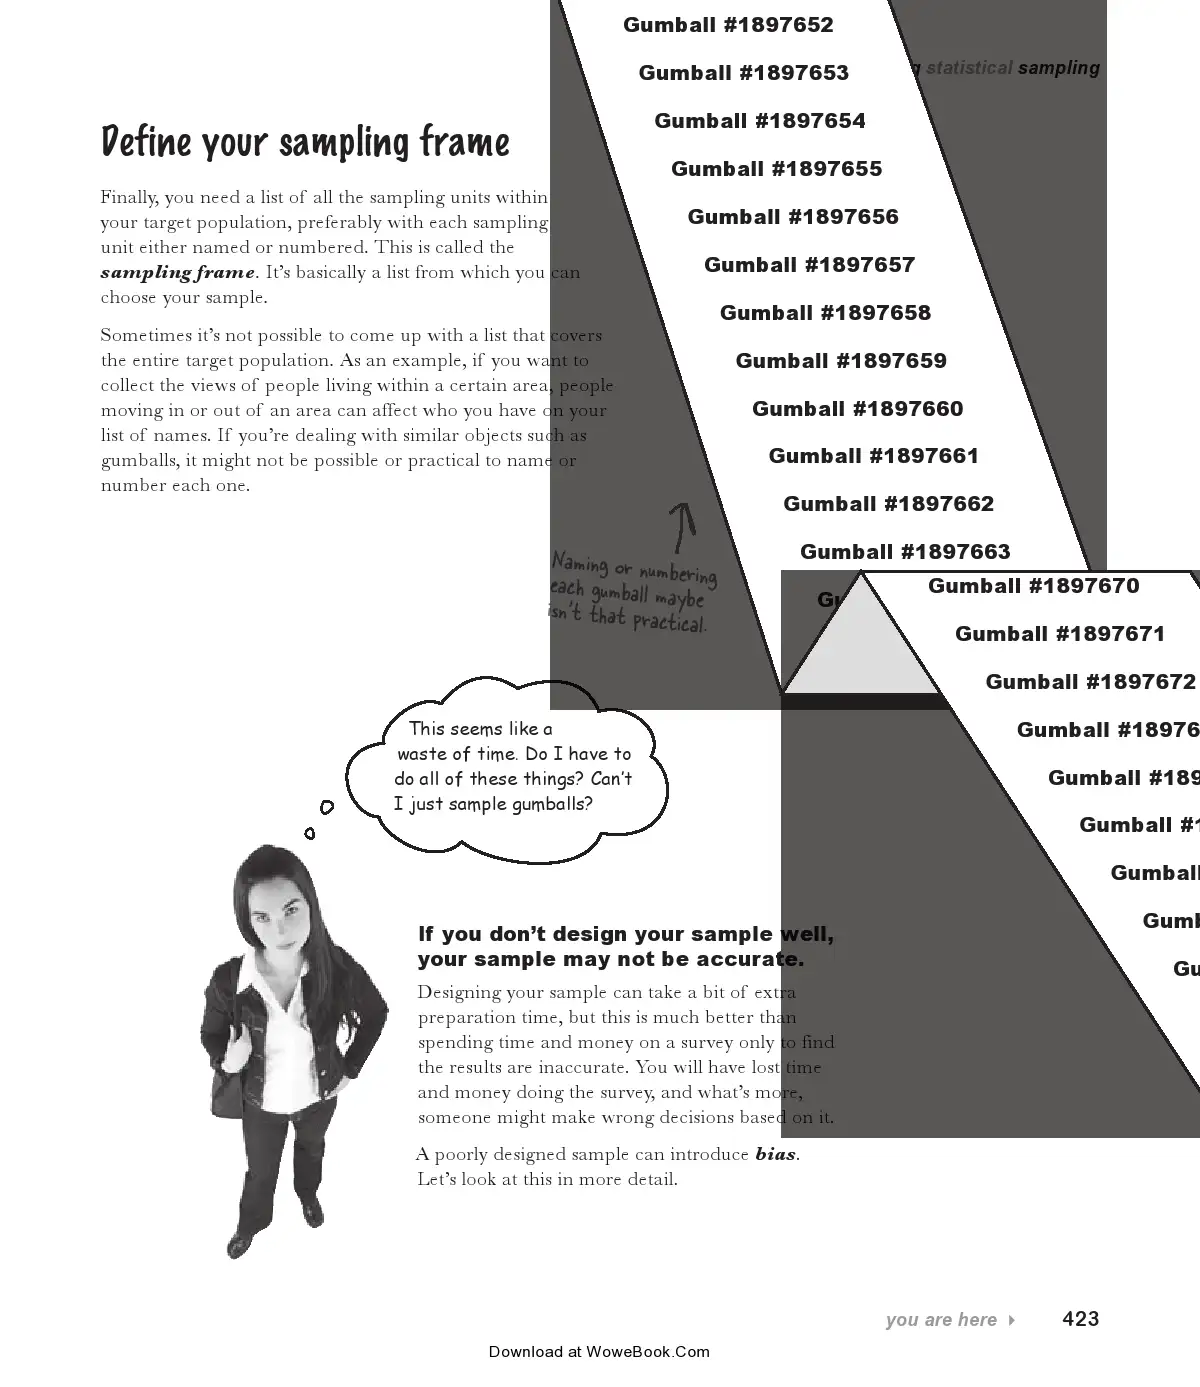 statistical sampling
Define your sampling frame
Finally, you need a list of all the sampling units within
your target population, preferably with each sampling
unit either named or numbered. This is called the
sampling frame. It's basically a list from which you can
choose your sample.
Sometimes it's not possible to come up with a list that covers
the entire target population. As an example, if you want to
collect the views of people living within a certain area, people
moving in or out of an area can affect who you have on your
list of names. If you're dealing with similar objects such as
gumballs, it might not be possible or practical to name or
number each one.
Gumball #1897652
Gumball #1897653
Gumball #1897654
Gumball #1897655
Gumball #1897656
Gumball #1897657
Gumball #1897658
Gumball #1897659
Gumball #1897660
Gumball #1897661
Gumball #1897662
Gumball #1897663
Gumball #1897670
Gumball #1897671
Gumball #1897672
Gumball #18976
Gumball #189
Gumball #1
Gumball
Gumb
Gu
Naming or numbering
each gumball maybe
isn't that practical.
This seems like a
waste of time. Do I have to
do all of these things? Can't
I just sample gumballs?
If you don't design your sample well,
your sample may not be accurate.
Designing your sample can take a bit of extra
preparation time, but this is much better than
spending time and money on a survey only to find
the results are inaccurate. You will have lost time
and money doing the survey, and what's more,
someone might make wrong decisions based on it.
A poorly designed sample can introduce bias.
Let's look at this in more detail.
you are here 423
Download at WoweBook.Com